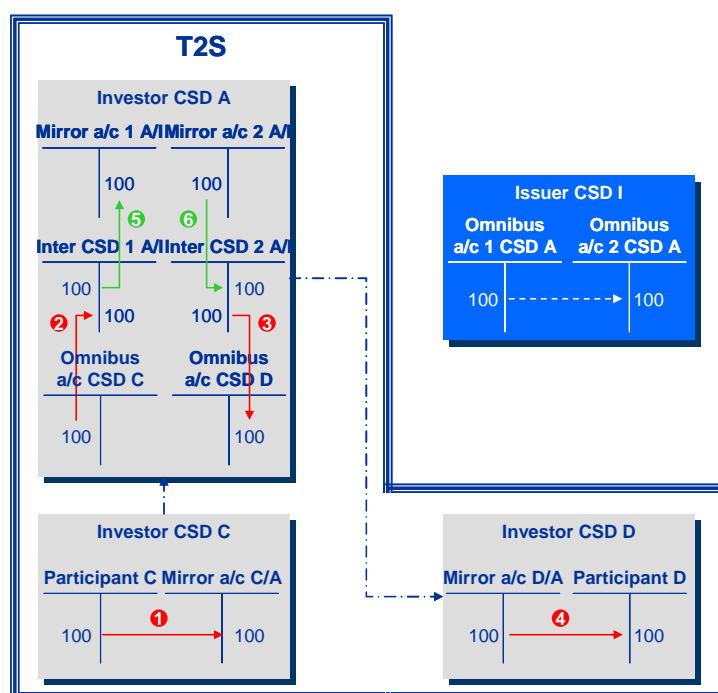 T2S
Investor CSD A
Mirror a/c 1 A/I Mirror a/c 2 A/I
100 100
5 6
Inter CSD 1 A/I Inter CSD 2 A/I
100 100
100 100
2 3
Omnibus a/c CSD C
Omnibus a/c CSD D
100 100
Issuer CSD I
Omnibus a/c 1 CSD A
Omnibus a/c 2 CSD A
100 100
Investor CSD C
Participant C Mirror a/c C/A
1
100 100
Investor CSD D
Mirror a/c D/A Participant D
4
100 100